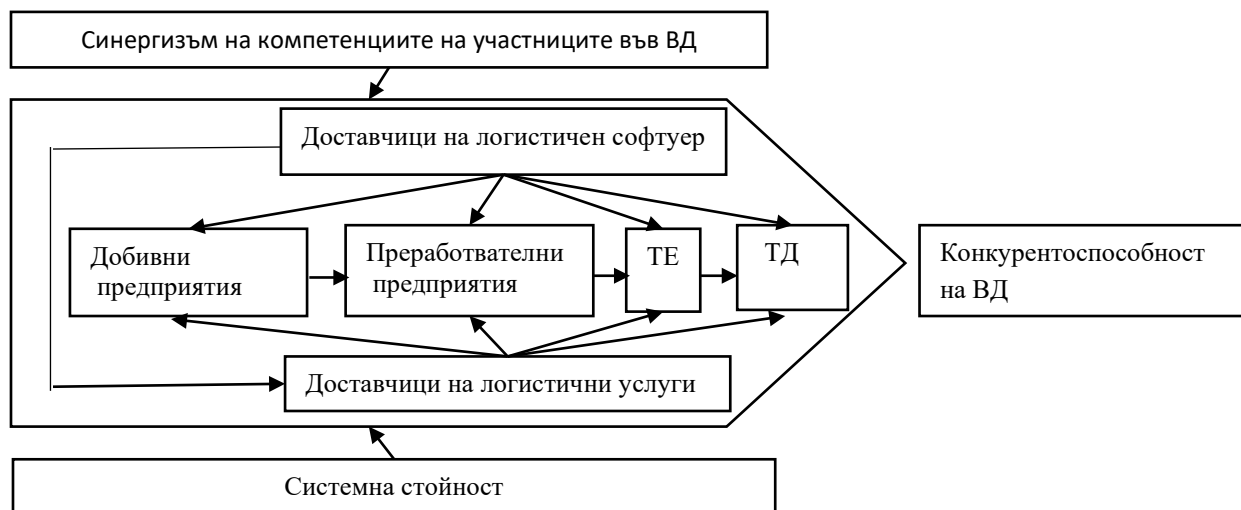 Синергизъм на компетенциите на участниците във ВД
Доставчици на логистичен софтуер
Добивни
предприятия
Преработвателни
предприятия
ТЕ
ТД
Конкурентоспособност
на ВД
Доставчици на логистични услуги
Системна стойност